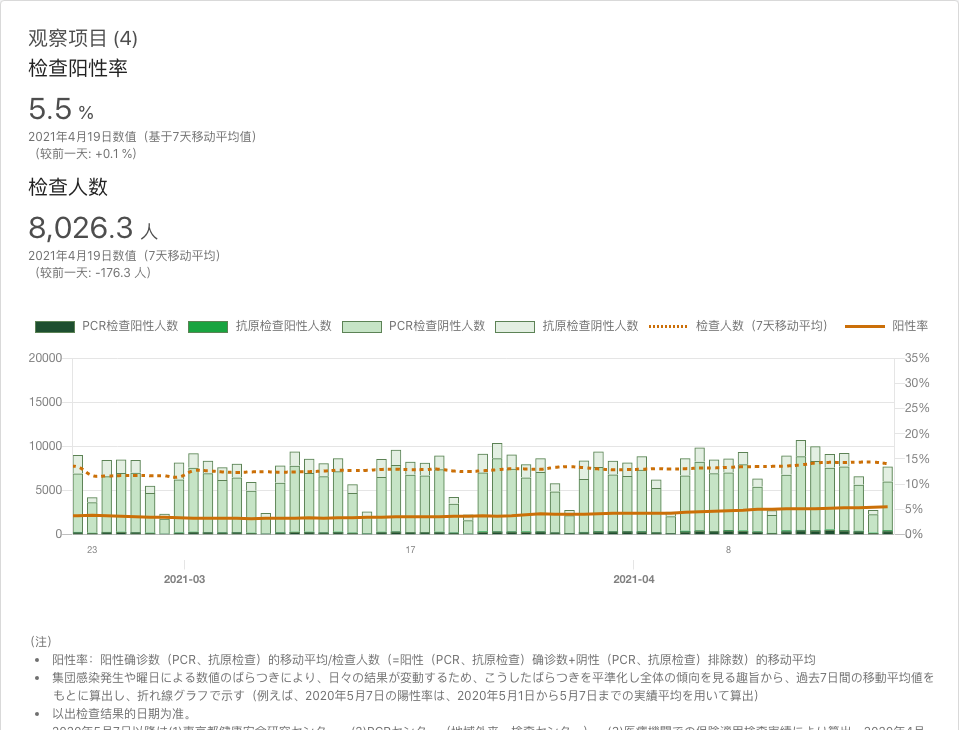 观察项目 (4)
检查阳性率
5.5 %
2021年4月19日数值（基于7天移动平均值）
（较前一天: +0.1 %)
检查人数
8,026.3 人
2021年4月19日数值（7天移动平均）
（较前一天: -176.3 人）
PCR检查阳性人数 抗原检查阳性人数 PCR检查阴性人数 抗原检查阴性人数 检查人数（7天移动平均） 阳性率
20000 35%
30%
15000 25%
20%
10000 15%
5000 10%
5%
0 0%
23 17 8
2021-03 2021-04
（注）
• 阳性率：阳性确诊数（PCR、抗原检查）的移动平均/检查人数（=阳性（PCR、抗原检查）确诊数+阴性（PCR、抗原检查）排除数）的移动平均
• 集団感染発生や曜日による数値のばらつきにより、日々の結果が変動するため、こうしたばらつきを平準化し全体の傾向を見る趣旨から、過去7日間の移動平均値を
もとに算出し、折れ線グラフで示す（例えば、2020年5月7日の陽性率は、2020年5月1日から5月7日までの実績平均を用いて算出）
• 以出检查结果的日期为准。